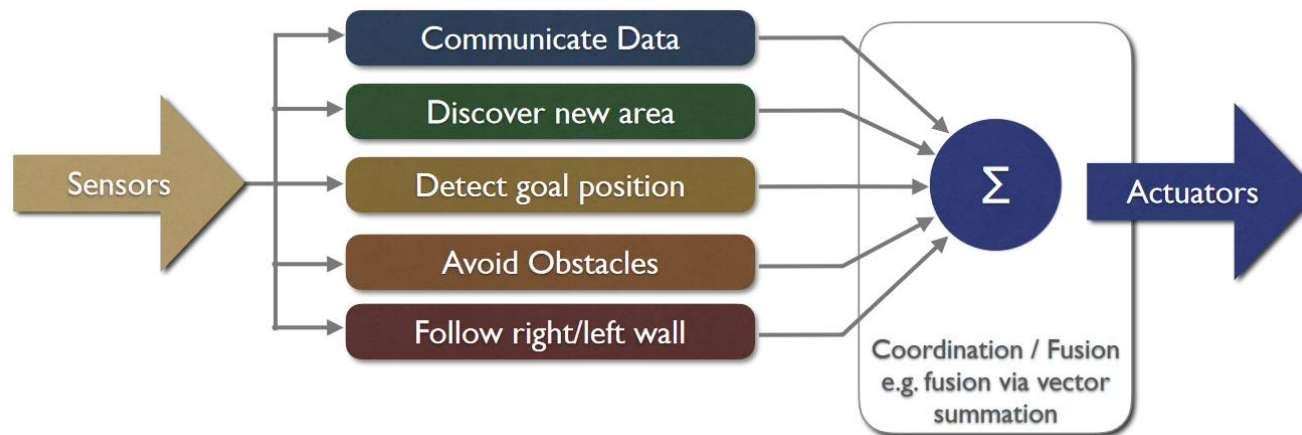 Communicate Data
Discover new area
Sensors
Detect goal position
Σ
Actuators
Avoid Obstacles
Follow right/left wall
Coordination / Fusion
e.g. fusion via vector
summation